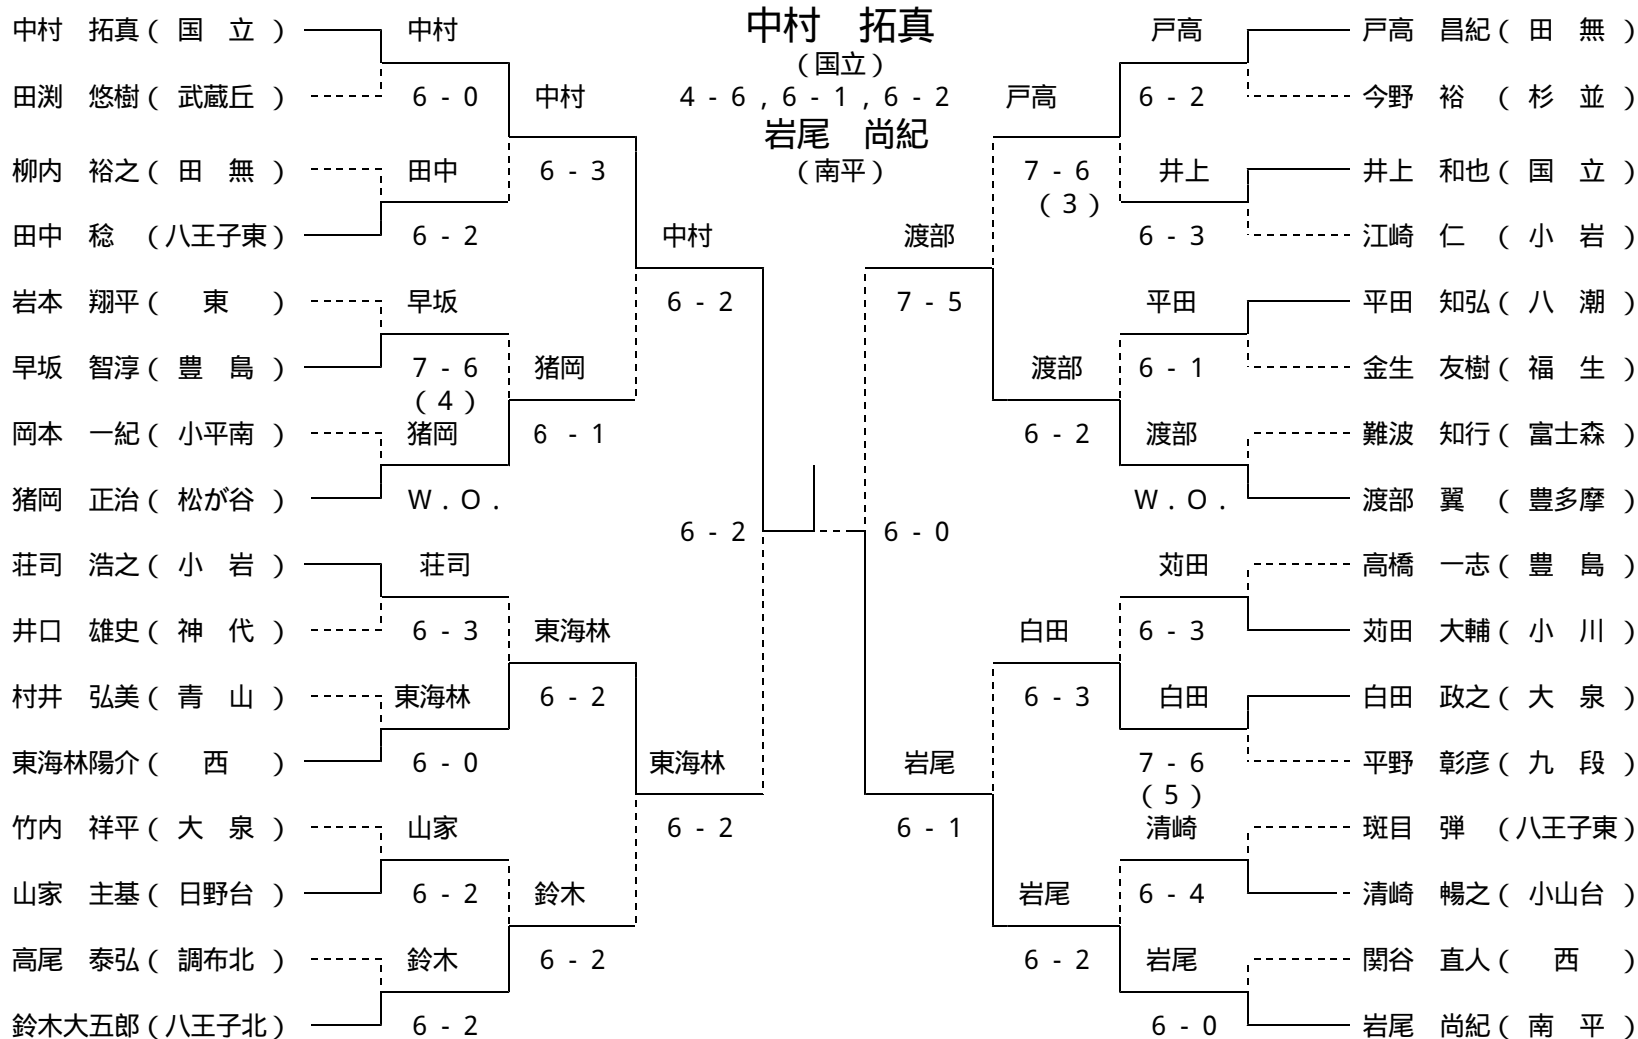 中村　拓真
（国立）
4 - 6 , 6 - 1 , 6 - 2
岩尾　尚紀
（南平）
中村　拓真（ 国　立 ）
田渕　悠樹（ 武蔵丘 ）
柳内　裕之（ 田　無 ）
田中　稔　（八王子東）
岩本　翔平（　東　）
早坂　智淳（ 豊　島 ）
岡本　一紀（ 小平南 ）
猪岡　正治（ 松が谷 ）
荘司　浩之（ 小　岩 ）
井口　雄史（ 神　代 ）
村井　弘美（ 青　山 ）
東海林陽介（　西　）
竹内　祥平（ 大　泉 ）
山家　主基（ 日野台 ）
高尾　泰弘（ 調布北 ）
鈴木大五郎（八王子北）
中村
6 - 0
田中
6 - 2
早坂
7 - 6
（4）
猪岡
W . O .
荘司
6 - 3
東海林
6 - 0
山家
6 - 2
鈴木
6 - 2
中村
6 - 3
猪岡
6 - 1
東海林
6 - 2
鈴木
6 - 2
中村
6 - 2
東海林
6 - 2
6 - 2
6 - 0
渡部
7 - 5
岩尾
6 - 1
戸高
7 - 6
（3）
渡部
6 - 2
白田
6 - 3
岩尾
6 - 2
戸高
6 - 2
井上
6 - 3
平田
6 - 1
渡部
W . O .
苅田
6 - 3
白田
7 - 6
（5）
清崎
6 - 4
岩尾
6 - 0
戸高　昌紀（ 田　無 ）
今野　裕　（ 杉　並 ）
井上　和也（ 国　立 ）
江崎　仁　（ 小　岩 ）
平田　知弘（ 八　潮 ）
金生　友樹（ 福　生 ）
難波　知行（ 富士森 ）
渡部　翼　（ 豊多摩 ）
高橋　一志（ 豊　島 ）
苅田　大輔（ 小　川 ）
白田　政之（ 大　泉 ）
平野　彰彦（ 九　段 ）
斑目　弾　（八王子東）
清崎　暢之（ 小山台 ）
関谷　直人（　西　）
岩尾　尚紀（ 南　平 ）